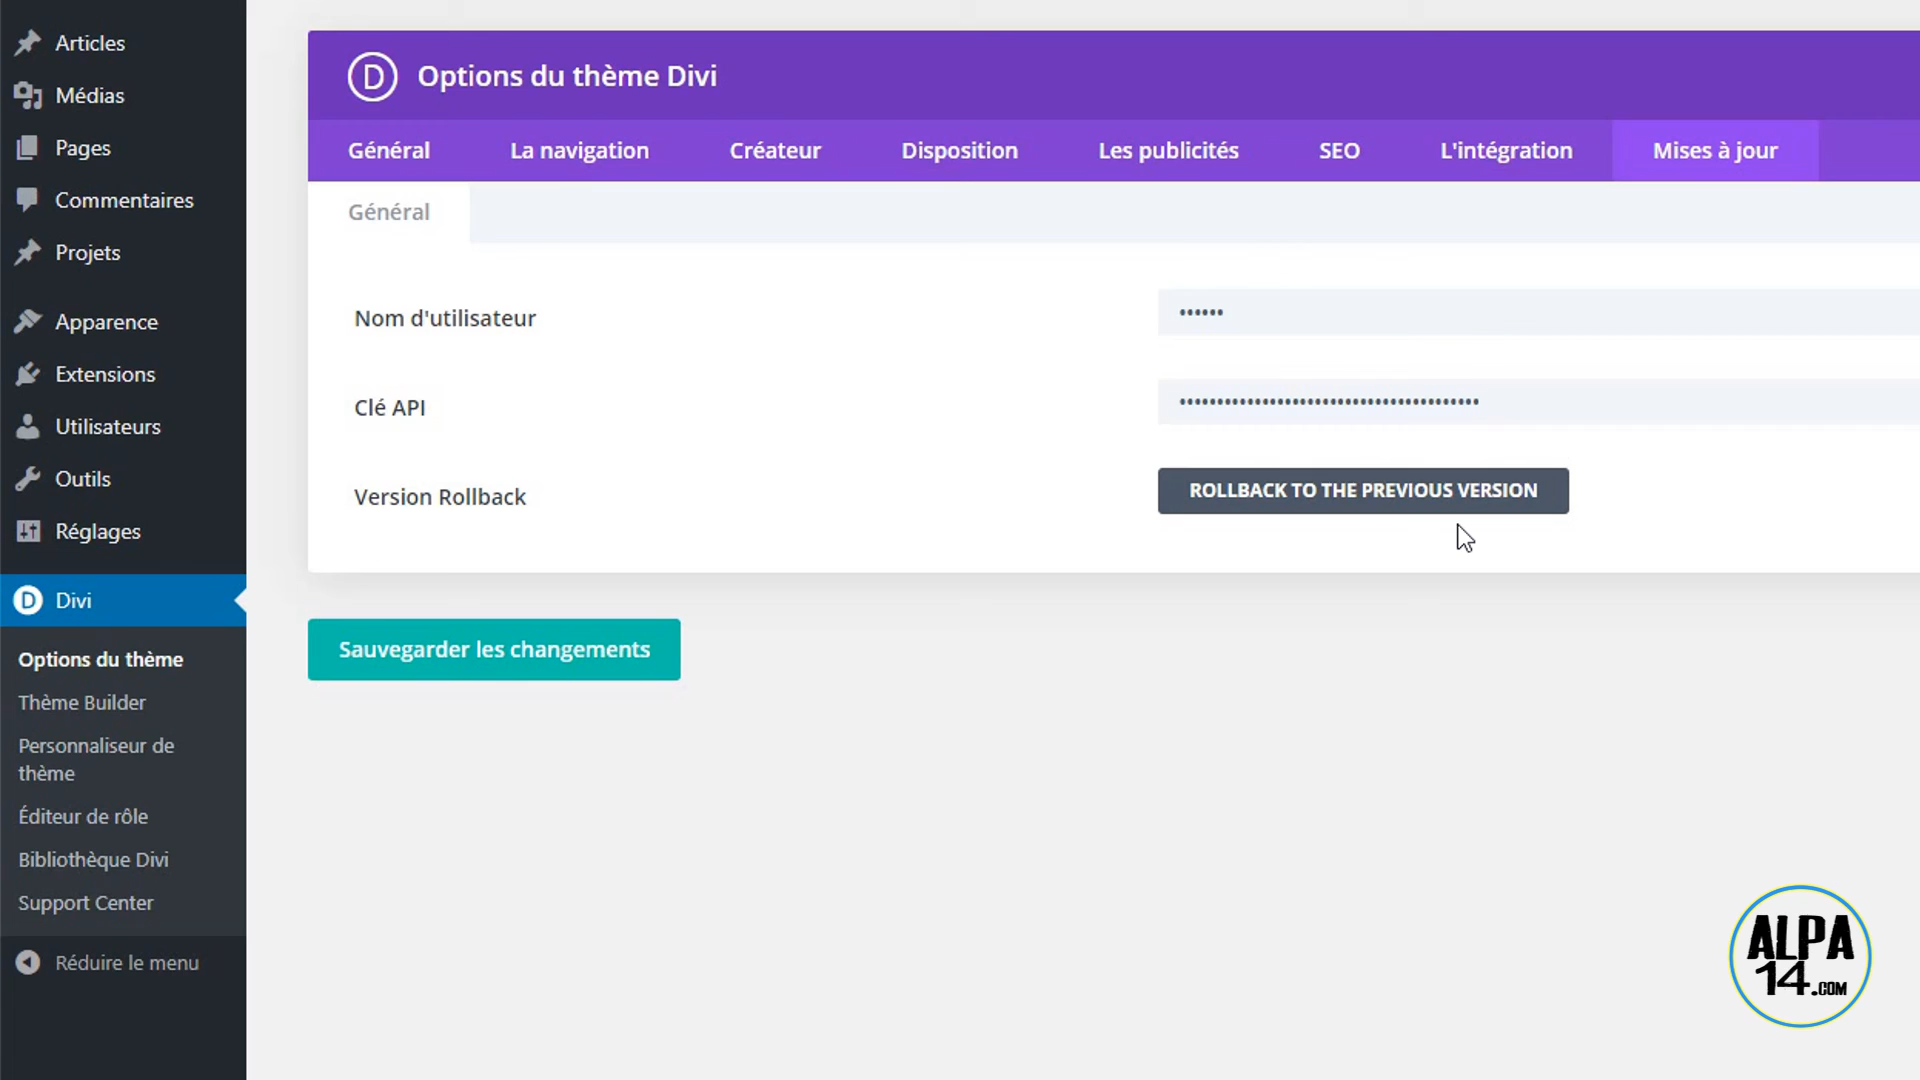 Articles
Médias
Pages
Commentaires
Projets
Apparence
Extensions
Utilisateurs
Outils
Réglages
Divi
Options du thème
Thème Builder
Personnaliseur de
thème
Éditeur de rôle
Bibliothèque Divi
Support Center
Réduire le menu
D Options du thème Divi
Général La navigation Créateur Disposition Les publicités SEO L'intégration Mises à jour
Général
Nom d'utilisateur ••••••
Clé API ••••••••••••••••••••••••••••••••••••••••
Version Rollback ROLLBACK TO THE PREVIOUS VERSION
Sauvegarder les changements
ALPA
14.COM